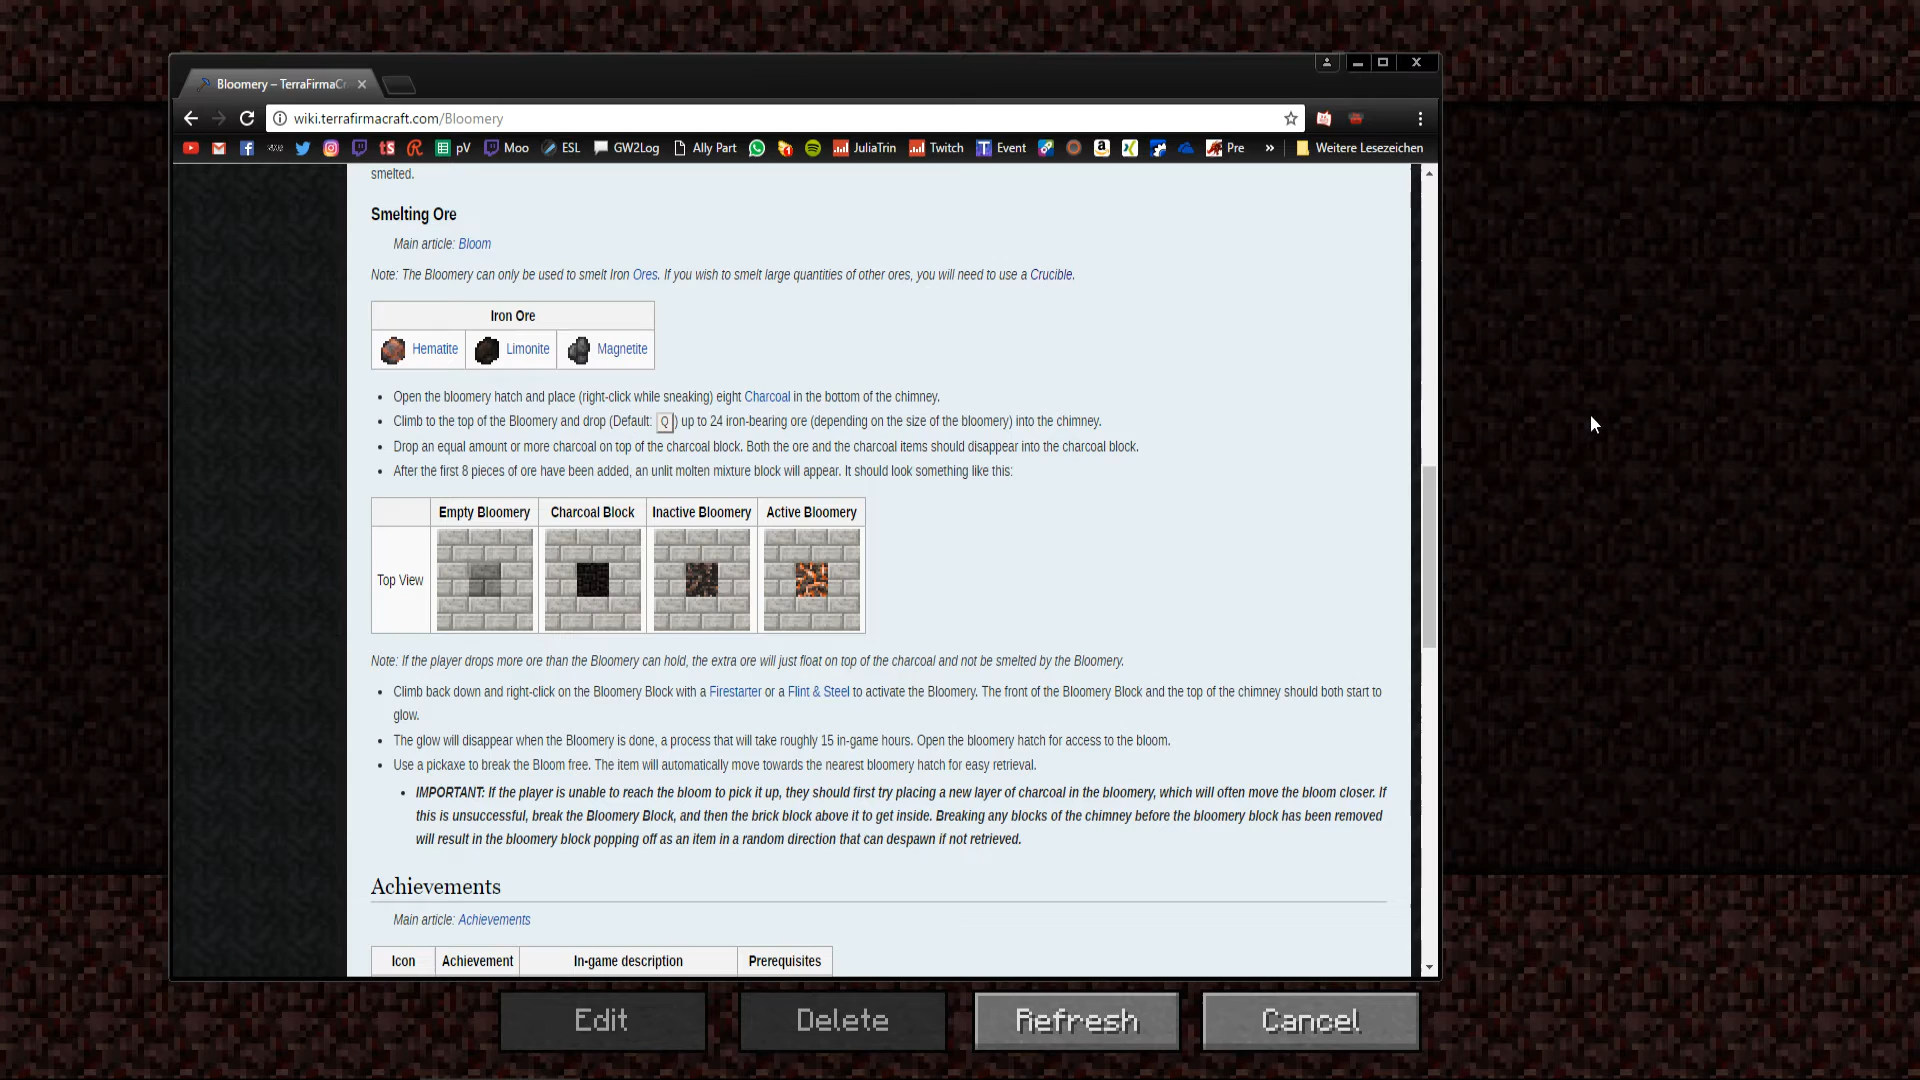 Bloomery – TerraFirmaC
wiki.terrafirmacraft.com/Bloomery
pV Moo ESL GW2Log Ally Part JuliaTrin Twitch Event Pre » Weitere Lesezeichen
smelted.
Smelting Ore
Main article: Bloom
Note: The Bloomery can only be used to smelt Iron Ores. If you wish to smelt large quantities of other ores, you will need to use a Crucible.
Iron Ore
Hematite Limonite Magnetite
• Open the bloomery hatch and place (right-click while sneaking) eight Charcoal in the bottom of the chimney.
• Climb to the top of the Bloomery and drop (Default: Q) up to 24 iron-bearing ore (depending on the size of the bloomery) into the chimney.
• Drop an equal amount or more charcoal on top of the charcoal block. Both the ore and the charcoal items should disappear into the charcoal block.
• After the first 8 pieces of ore have been added, an unlit molten mixture block will appear. It should look something like this:
Empty Bloomery Charcoal Block Inactive Bloomery Active Bloomery
Top View
Note: If the player drops more ore than the Bloomery can hold, the extra ore will just float on top of the charcoal and not be smelted by the Bloomery.
• Climb back down and right-click on the Bloomery Block with a Firestarter or a Flint & Steel to activate the Bloomery. The front of the Bloomery Block and the top of the chimney should both start to
glow.
• The glow will disappear when the Bloomery is done, a process that will take roughly 15 in-game hours. Open the bloomery hatch for access to the bloom.
• Use a pickaxe to break the Bloom free. The item will automatically move towards the nearest bloomery hatch for easy retrieval.
• IMPORTANT: If the player is unable to reach the bloom to pick it up, they should first try placing a new layer of charcoal in the bloomery, which will often move the bloom closer. If
this is unsuccessful, break the Bloomery Block, and then the brick block above it to get inside. Breaking any blocks of the chimney before the bloomery block has been removed
will result in the bloomery block popping off as an item in a random direction that can despawn if not retrieved.
Achievements
Main article: Achievements
Icon Achievement In-game description Prerequisites
Edit Delete Refresh Cancel